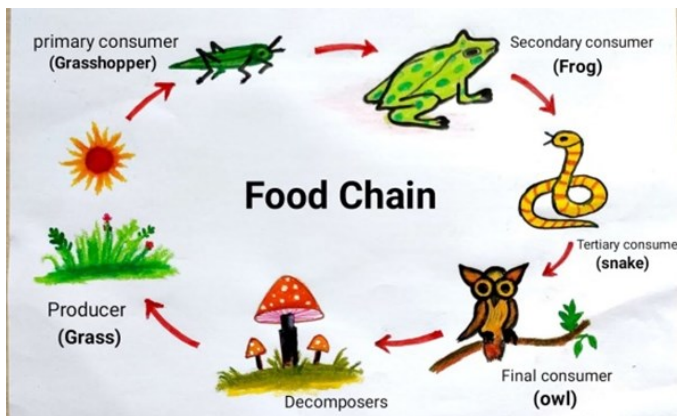 primary consumer
(Grasshopper)
Secondary consumer
(Frog)
Food Chain
Tertiary consume
(snake)
Producer
(Grass)
Final consumer
(owl)
Decomposers